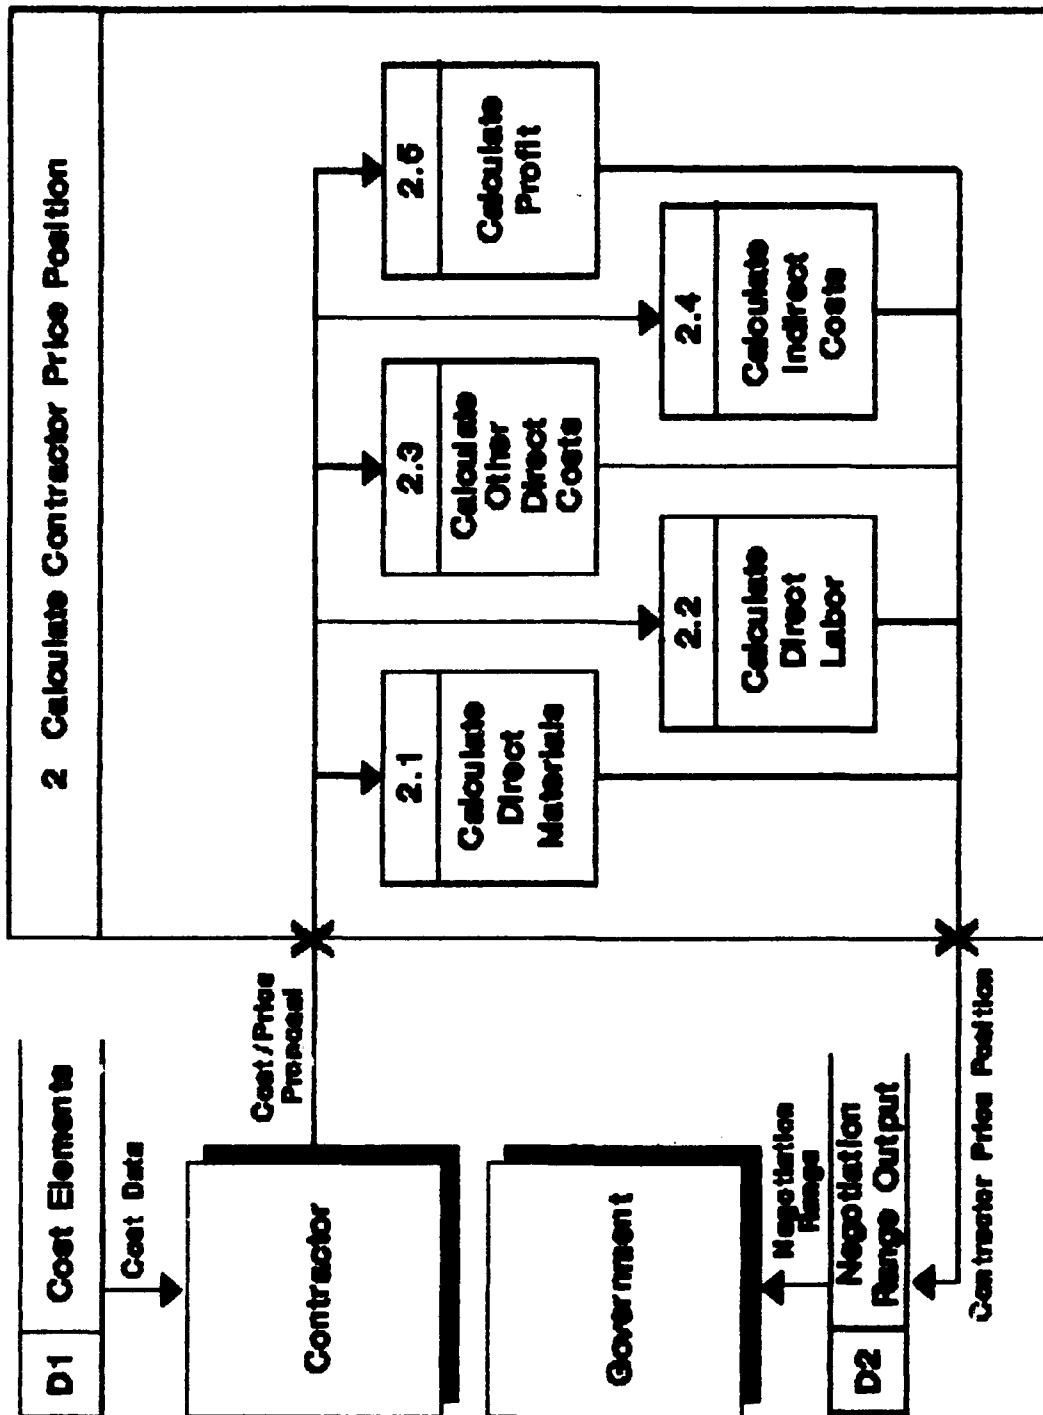 D1 Cost Elements
Cost Data
Contractor
Government
Negotiation
Range
D2
Negotiation
Range Output
Cost/Price
Proposal
Contractor Price Position
2 Calculate Contractor Price Position
2.1
Calculate
Direct
Materials
2.2
Calculate
Direct
Labor
2.3
Calculate
Other
Direct
Costs
2.4
Calculate
Indirect
Costs
2.5
Calculate
Profit